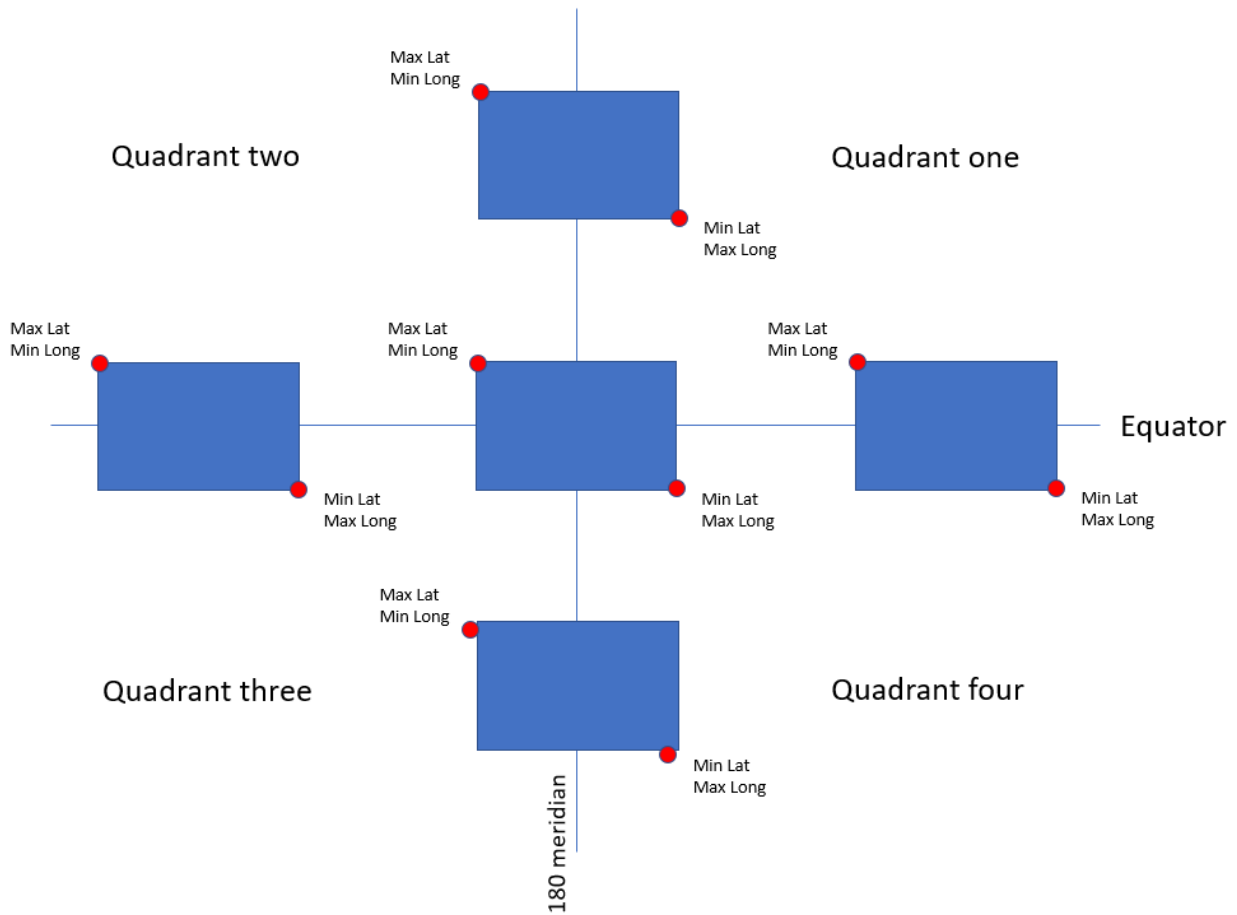 Max Lat
Min Long
Quadrant two
Quadrant one
Min Lat
Max Long
Max Lat
Min Long
Max Lat
Min Long
Max Lat
Min Long
Equator
Min Lat
Max Long
Min Lat
Max Long
Min Lat
Max Long
Max Lat
Min Long
Quadrant three
Quadrant four
Min Lat
Max Long
180 meridian